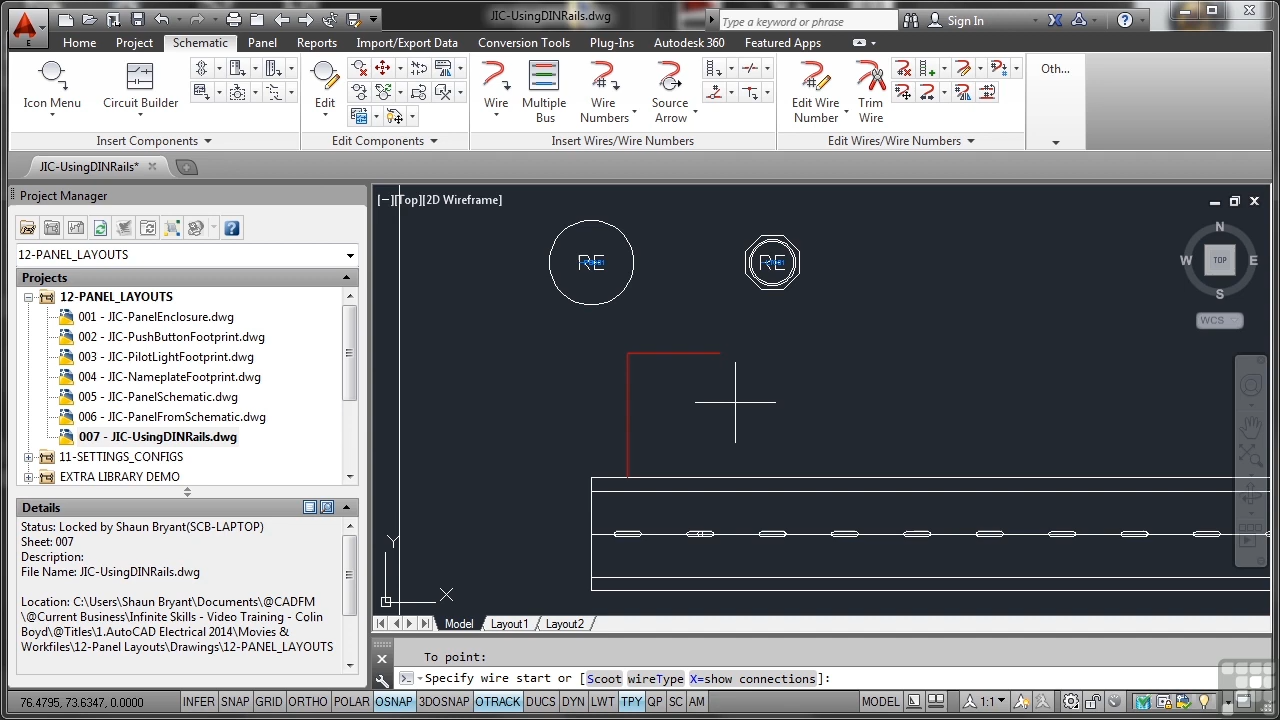 JIC-UsingDINRails.dwg
Type a keyword or phrase
Sign In
E
Home Project Schematic Panel Reports Import/Export Data Conversion Tools Plug-Ins Autodesk 360 Featured Apps
Icon Menu Circuit Builder Edit Wire Multiple Bus Wire Numbers Source Arrow Edit Wire Number Trim Wire Oth...
Insert Components Edit Components Insert Wires/Wire Numbers Edit Wires/Wire Numbers
JIC-UsingDINRails*
Project Manager
12-PANEL_LAYOUTS
Projects
12-PANEL_LAYOUTS
001 - JIC-PanelEnclosure.dwg
002 - JIC-PushButtonFootprint.dwg
003 - JIC-PilotLightFootprint.dwg
004 - JIC-NameplateFootprint.dwg
005 - JIC-PanelSchematic.dwg
006 - JIC-PanelFromSchematic.dwg
007 - JIC-UsingDINRails.dwg
11-SETTINGS_CONFIGS
EXTRA LIBRARY DEMO
Details
Status: Locked by Shaun Bryant(SCB-LAPTOP)
Sheet: 007
Description:
File Name: JIC-UsingDINRails.dwg
Location: C:\Users\Shaun Bryant\Documents\@CADFM
\@Current Business\Infinite Skills - Video Training - Colin
Boyd\@Titles\1.AutoCAD Electrical 2014\Movies &
Workfiles\12-Panel Layouts\Drawings\12-PANEL_LAYOUTS
[−][Top][2D Wireframe]
RE RE
N
W TOP E
S
WCS
Y
X
Model Layout1 Layout2
To point:
Specify wire start or [Scoot wireType X=show connections]:
76.4795, 73.6347, 0.0000 INFER SNAP GRID ORTHO POLAR OSNAP 3DOSNAP OTRACK DUCS DYN LWT TPY QP SC AM MODEL 1:1